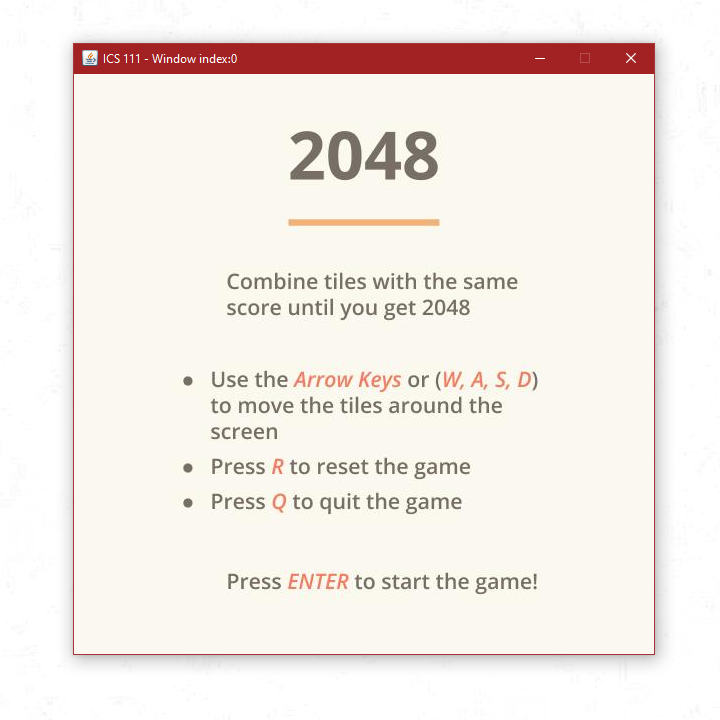 ICS 111 - Window index:0
2048
Combine tiles with the same
score until you get 2048
● Use the Arrow Keys or (W, A, S, D)
to move the tiles around the
screen
● Press R to reset the game
● Press Q to quit the game
Press ENTER to start the game!